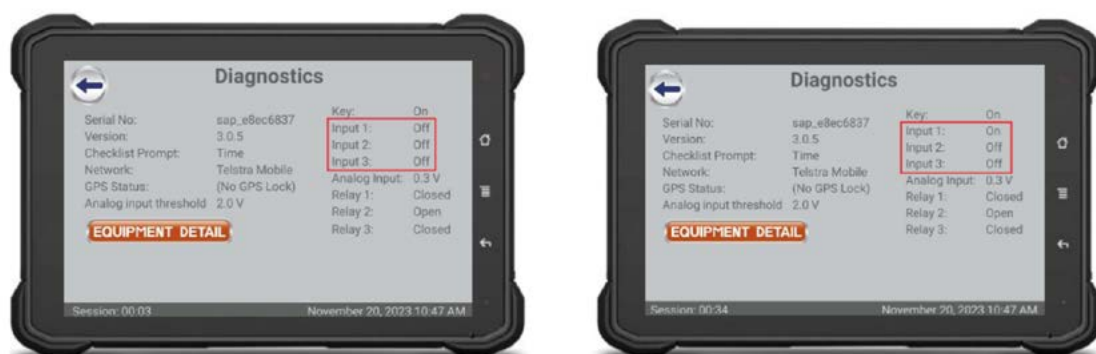 Diagnostics
Serial No: sap_e8ec6837
Version: 3.0.5
Checklist Prompt: Time
Network: Telstra Mobile
GPS Status: (No GPS Lock)
Analog input threshold 2.0 V
EQUIPMENT DETAIL
Key: On
Input 1: Off
Input 2: Off
Input 3: Off
Analog Input: 0.3 V
Relay 1: Closed
Relay 2: Open
Relay 3: Closed
Session: 00:03 November 20, 2023 10:47 AM
Diagnostics
Serial No: sap_e8ec6837
Version: 3.0.5
Checklist Prompt: Time
Network: Telstra Mobile
GPS Status: (No GPS Lock)
Analog input threshold 2.0 V
EQUIPMENT DETAIL
Key: On
Input 1: On
Input 2: Off
Input 3: Off
Analog Input: 0.3 V
Relay 1: Closed
Relay 2: Open
Relay 3: Closed
Session: 00:34 November 20, 2023 10:47 AM